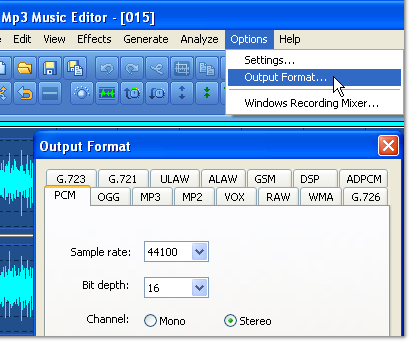 Mp3 Music Editor - [015]
Edit View Effects Generate Analyze Options Help
Settings...
Output Format...
Windows Recording Mixer...
Output Format
G.723 G.721 ULAW ALAW GSM DSP ADPCM
PCM OGG MP3 MP2 VOX RAW WMA G.726
Sample rate: 44100
Bit depth: 16
Channel: Mono Stereo